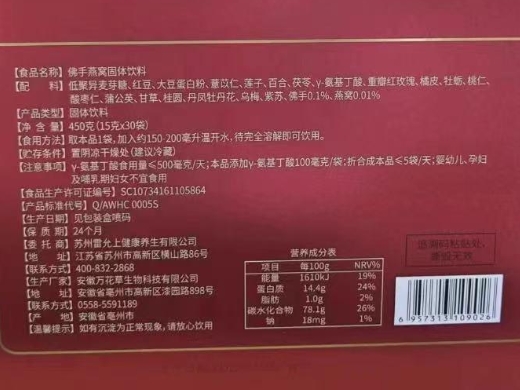 【食品名称】佛手燕窝固体饮料
【配　　料】低聚异麦芽糖、红豆、大豆蛋白粉、薏苡仁、莲子、百合、茯苓、γ-氨基丁酸、重瓣红玫瑰、橘皮、牡蛎、桃仁、
酸枣仁、蒲公英、甘草、桂圆、丹凤牡丹花、乌梅、紫苏、佛手0.1%、燕窝0.01%
【产品类型】固体饮料
【净 含 量】450克(15克x30袋)
【食用方法】取本品1袋,加入约150-200毫升温开水,待完全溶解即可饮用。
【贮存条件】置阴凉干燥处(建议冷藏)
【注意事项】γ-氨基丁酸食用量≤500毫克/天;本品添加γ-氨基丁酸100毫克/袋;折合成本品≤5袋/天;婴幼儿、孕妇
及哺乳期妇女不宜食用
【食品生产许可证编号】SC10734161105864
【产品标准代号】Q/AWHC 0005S
【生产日期】见包装盒喷码
【保 质 期】24个月
【委 托 商】苏州雷允上健康养生有限公司
【地　　址】江苏省苏州市高新区横山路86号
【联系方式】400-832-2868
【生产厂家】安徽万花草生物科技有限公司
【地　　址】安徽省亳州市高新区漆园路898号
【联系方式】0558-5591189
【产　　地】安徽省亳州市
【温馨提示】如有沉淀为正常现象,请放心饮用
营养成分表
项目 每100g NRV%
能量 1610kJ 19%
蛋白质 14.4g 24%
脂肪 1.0g 2%
碳水化合物 78.1g 26%
钠 18mg 1%
追溯码粘贴处,
撕毁无效
6 957313 109026